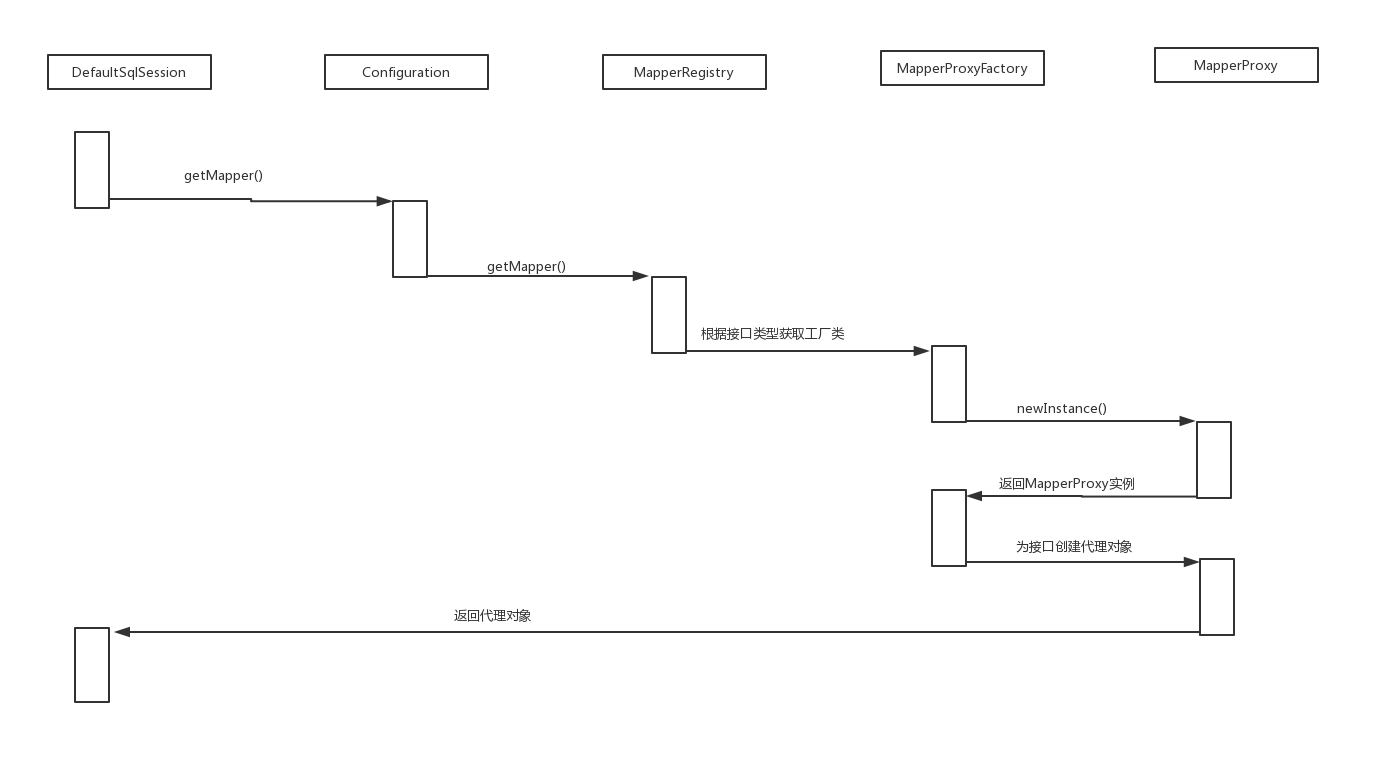 DefaultSqlSession
Configuration
MapperRegistry
MapperProxyFactory
MapperProxy
getMapper()
getMapper()
根据接口类型获取工厂类
newInstance()
返回MapperProxy实例
为接口创建代理对象
返回代理对象